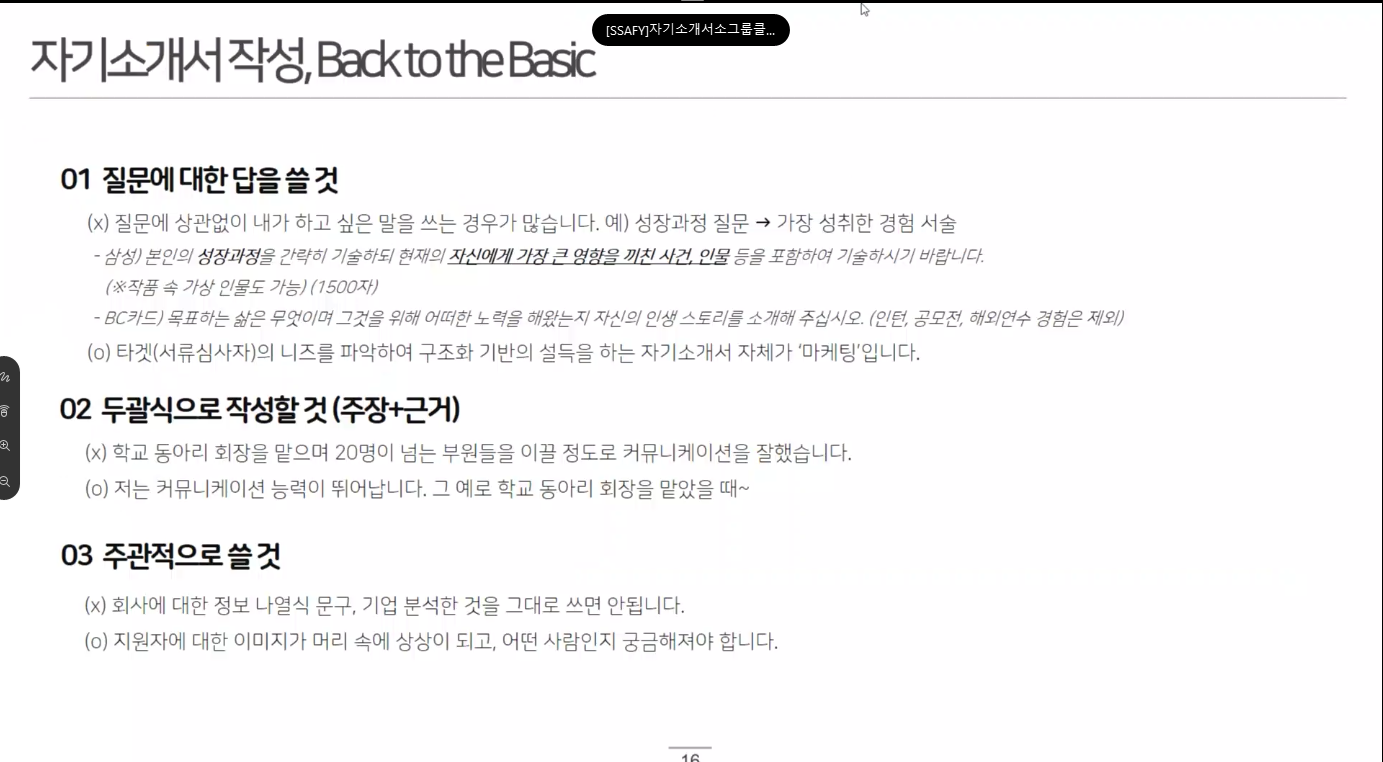 [SSAFY]자기소개서소그룹클...
자기소개서 작성, Back to the Basic
01 질문에 대한 답을 쓸 것
(x) 질문에 상관없이 내가 하고 싶은 말을 쓰는 경우가 많습니다. 예) 성장과정 질문 → 가장 성취한 경험 서술
- 삼성) 본인의 성장과정을 간략히 기술하되 현재의 자신에게 가장 큰 영향을 끼친 사건, 인물 등을 포함하여 기술하시기 바랍니다.
(※작품 속 가상 인물도 가능) (1500자)
- BC카드) 목표하는 삶은 무엇이며 그것을 위해 어떠한 노력을 해왔는지 자신의 인생 스토리를 소개해 주십시오. (인턴, 공모전, 해외연수 경험은 제외)
(o) 타겟(서류심사자)의 니즈를 파악하여 구조화 기반의 설득을 하는 자기소개서 자체가 ‘마케팅’입니다.
02 두괄식으로 작성할 것 (주장+근거)
(x) 학교 동아리 회장을 맡으며 20명이 넘는 부원들을 이끌 정도로 커뮤니케이션을 잘했습니다.
(o) 저는 커뮤니케이션 능력이 뛰어납니다. 그 예로 학교 동아리 회장을 맡았을 때~
03 주관적으로 쓸 것
(x) 회사에 대한 정보 나열식 문구, 기업 분석한 것을 그대로 쓰면 안됩니다.
(o) 지원자에 대한 이미지가 머리 속에 상상이 되고, 어떤 사람인지 궁금해져야 합니다.
16